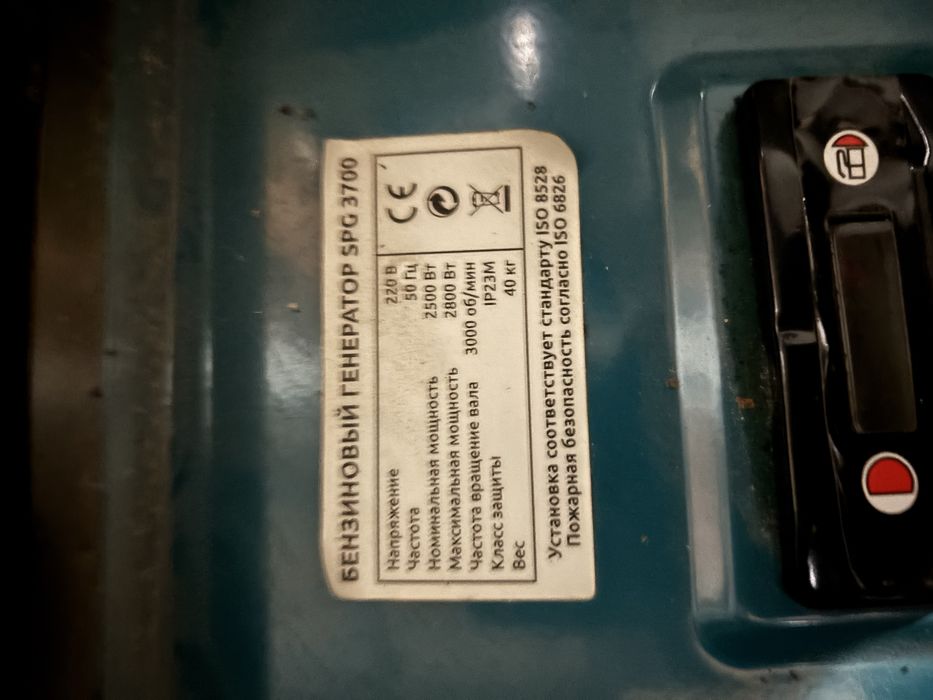 БЕНЗИНОВЫЙ ГЕНЕРАТОР SPG 3700
Напряжение 220 В
Частота 50 Гц
Номинальная мощность 2500 Вт
Максимальная мощность 2800 Вт
Частота вращение вала 3000 об/мин
Класс защиты IP23M
Вес 40 кг
CE
Установка соответствует стандарту ISO 8528
Пожарная безопасность согласно ISO 6826